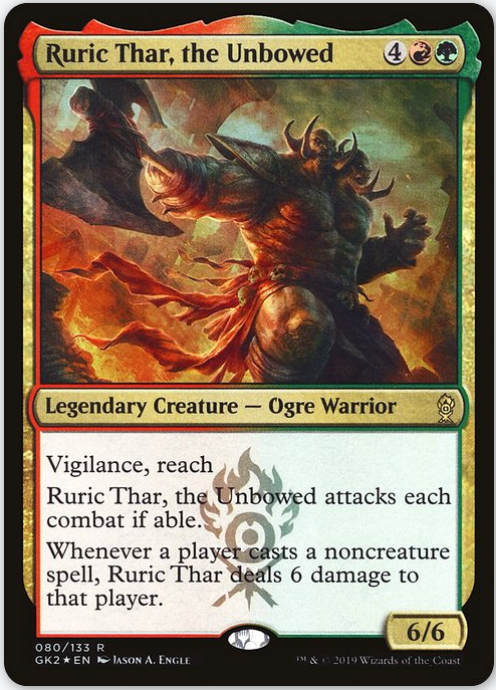 Ruric Thar, the Unbowed 4
Legendary Creature — Ogre Warrior
Vigilance, reach
Ruric Thar, the Unbowed attacks each
combat if able.
Whenever a player casts a noncreature
spell, Ruric Thar deals 6 damage to
that player.
6/6
080/133 R
GK2★EN Jason A. Engle
™ & © 2019 Wizards of the Coast